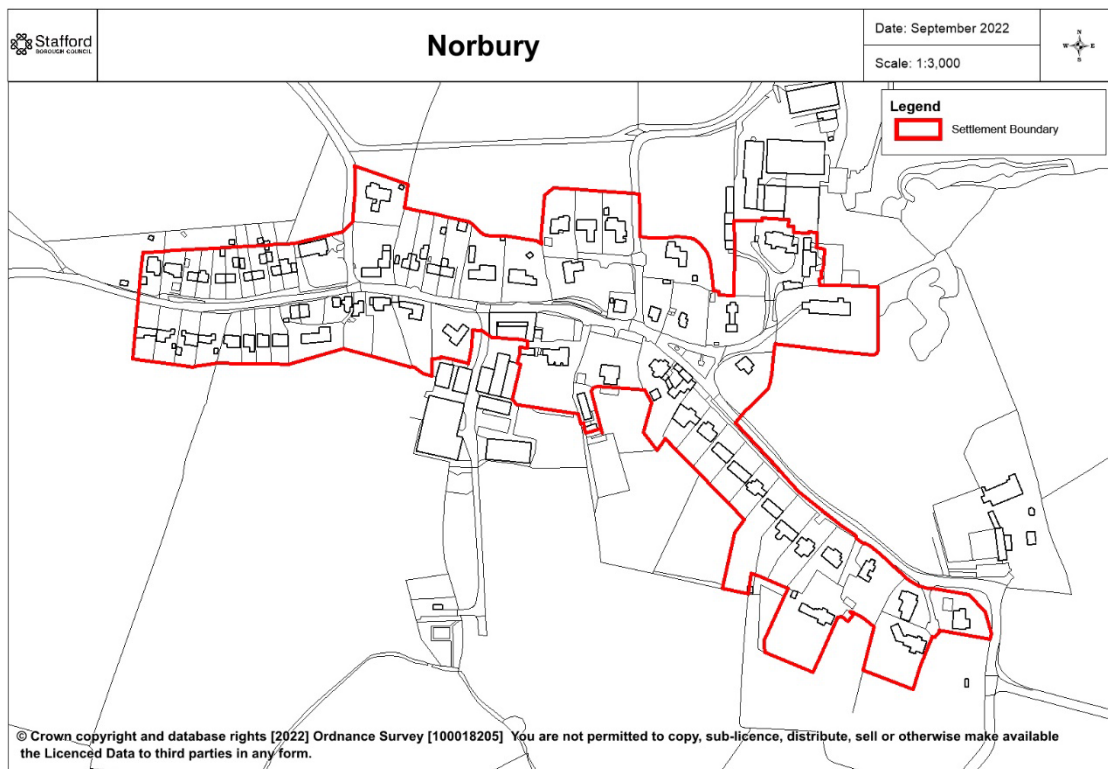 Stafford
BOROUGH COUNCIL
Norbury
Date: September 2022
Scale: 1:3,000
N
W E
S
Legend
Settlement Boundary
© Crown copyright and database rights [2022] Ordnance Survey [100018205] You are not permitted to copy, sub-licence, distribute, sell or otherwise make available
the Licenced Data to third parties in any form.